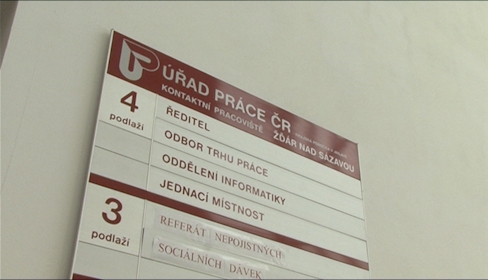 ÚŘAD PRÁCE ČR
KONTAKTNÍ PRACOVIŠTĚ ŽĎÁR NAD SÁZAVOU
4
podlaží
ŘEDITEL
ODBOR TRHU PRÁCE
ODDĚLENÍ INFORMATIKY
JEDNACÍ MÍSTNOST
3
podlaží
REFERÁT NEPOJISTNÝCH
SOCIÁLNÍCH DÁVEK